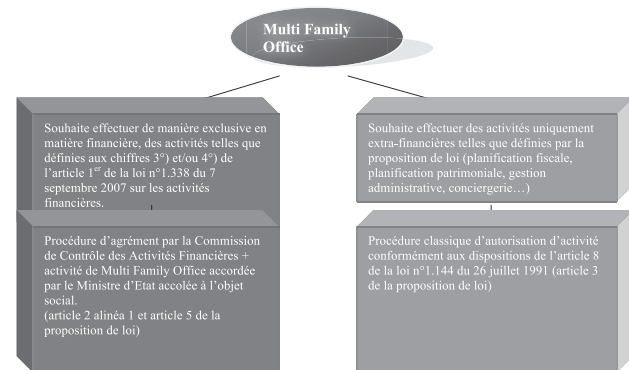 Multi Family
Office
Souhaite effectuer de manière exclusive en
matière financière, des activités telles que
définies aux chiffres 3°) et/ou 4°) de
l'article 1er de la loi n°1.338 du 7
septembre 2007 sur les activités
financières.
Procédure d'agrément par la Commission
de Contrôle des Activités Financières +
activité de Multi Family Office accordée
par le Ministre d'Etat accolée à l'objet
social.
(article 2 alinéa 1 et article 5 de la
proposition de loi)
Souhaite effectuer des activités uniquement
extra-financières telles que définies par la
proposition de loi (planification fiscale,
planification patrimoniale, gestion
administrative, conciergerie…)
Procédure classique d'autorisation d'activité
conformément aux dispositions de l'article 8
de la loi n°1.144 du 26 juillet 1991 (article 3
de la proposition de loi)